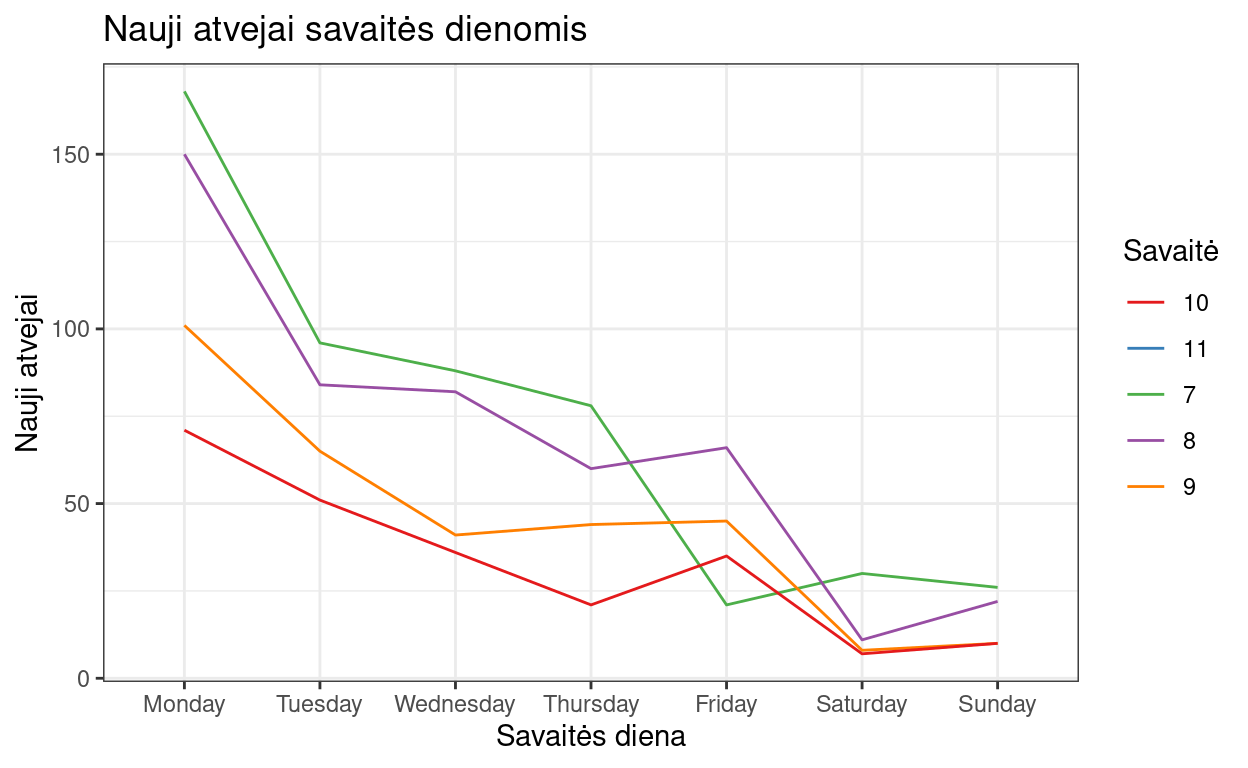 Nauji atvejai savaitės dienomis
Nauji atvejai
150
100
50
0
Monday Tuesday Wednesday Thursday Friday Saturday Sunday
Savaitės diena
Savaitė
10
11
7
8
9